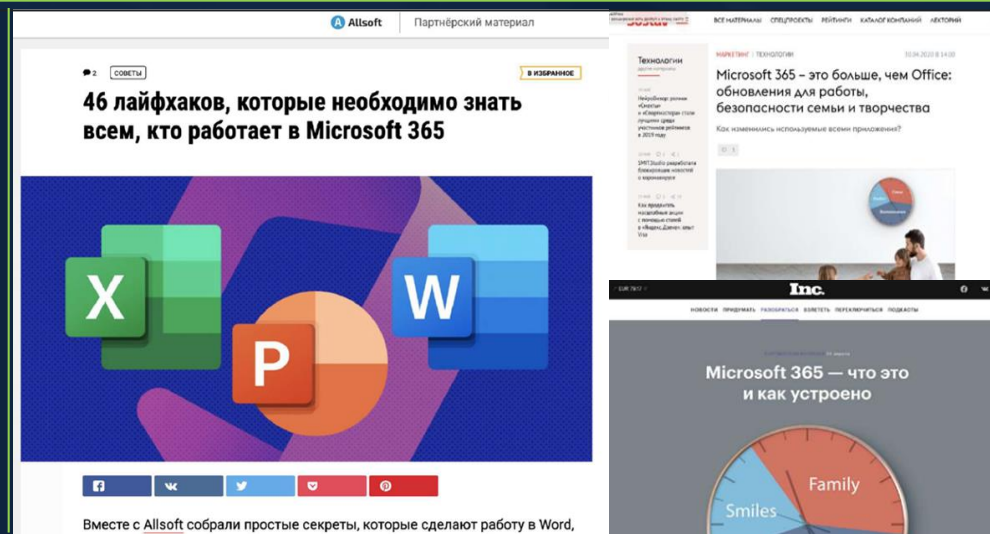 Allsoft
Партнёрский материал
2
СОВЕТЫ
В ИЗБРАННОЕ
46 лайфхаков, которые необходимо знать
всем, кто работает в Microsoft 365
X
P
W
Вместе с Allsoft собрали простые секреты, которые сделают работу в Word,
ВСЕ МАТЕРИАЛЫ СПЕЦПРОЕКТЫ РЕЙТИНГИ КАТАЛОГ КОМПАНИЙ ЛЕКТОРИЙ
Технологии
МАРКЕТИНГ | ТЕХНОЛОГИИ
Microsoft 365 – это больше, чем Office:
обновления для работы,
безопасности семьи и творчества
Как изменились используемые всеми приложения?
Inc.
НОВОСТИ ПРИДУМАТЬ РАЗОБРАТЬСЯ ВЗЛЕТЕТЬ ПЕРЕКЛЮЧИТЬСЯ ПОДКАСТЫ
Microsoft 365 — что это
и как устроено
Family
Smiles